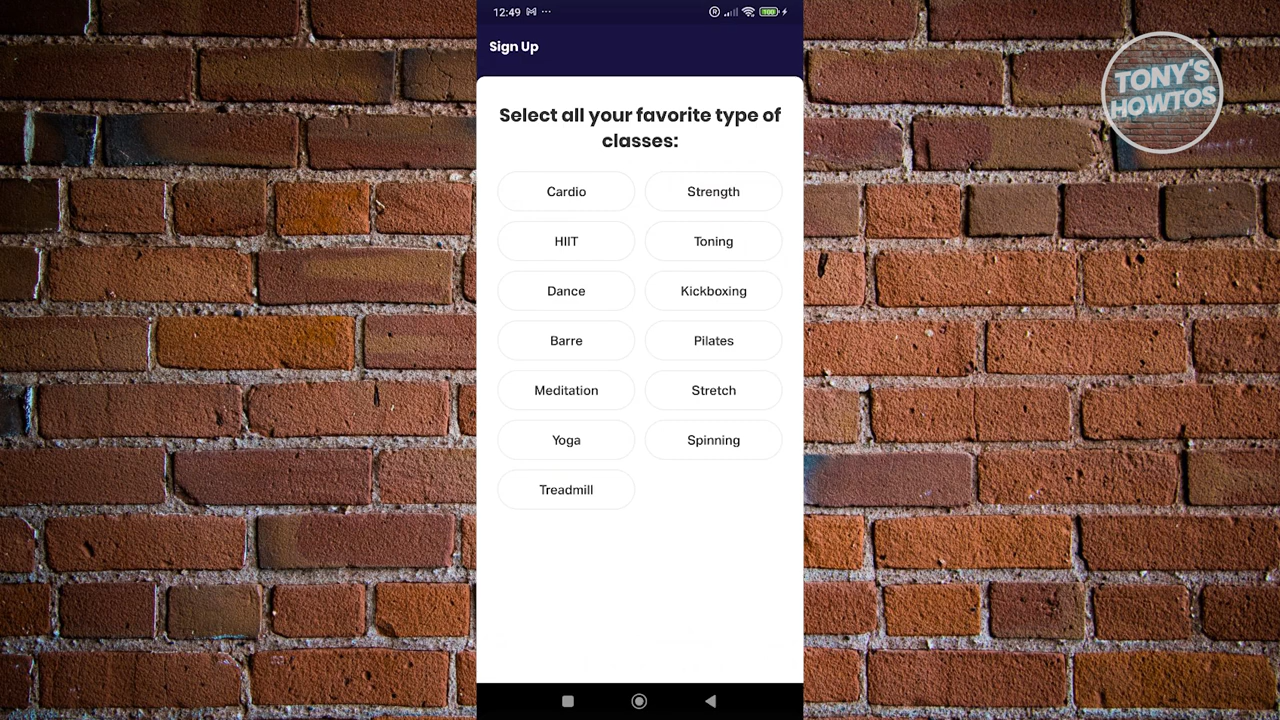 12:49
100
Sign Up
TONY'S
HOWTOS
Select all your favorite type of
classes:
Cardio
Strength
HIIT
Toning
Dance
Kickboxing
Barre
Pilates
Meditation
Stretch
Yoga
Spinning
Treadmill